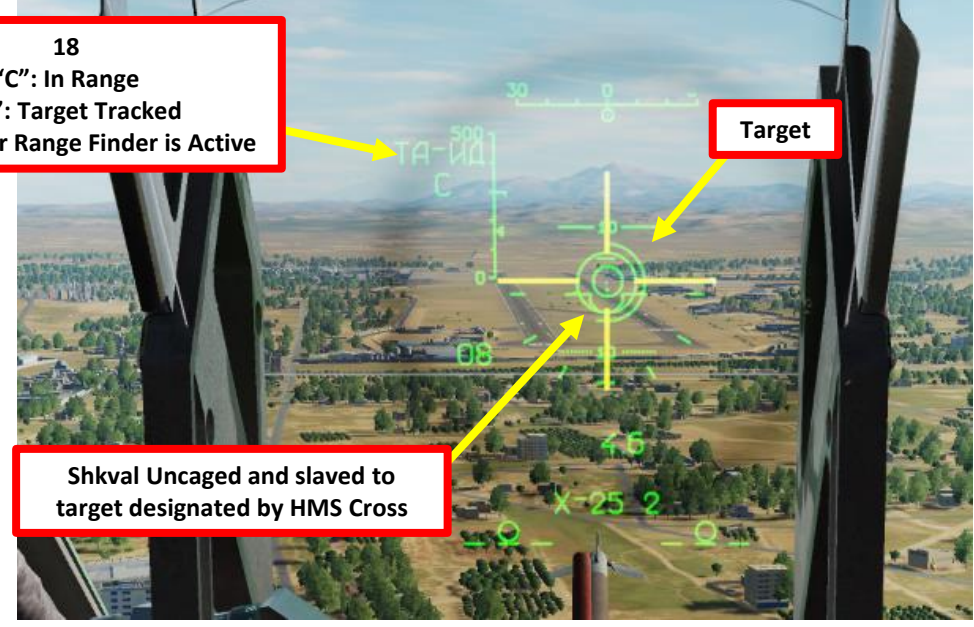 18
“C”: In Range
”: Target Tracked
r Range Finder is Active
Target
30 0
500
ТА-ИД
С
0
10
08
4.6
Х-25 2
Shkval Uncaged and slaved to
target designated by HMS Cross